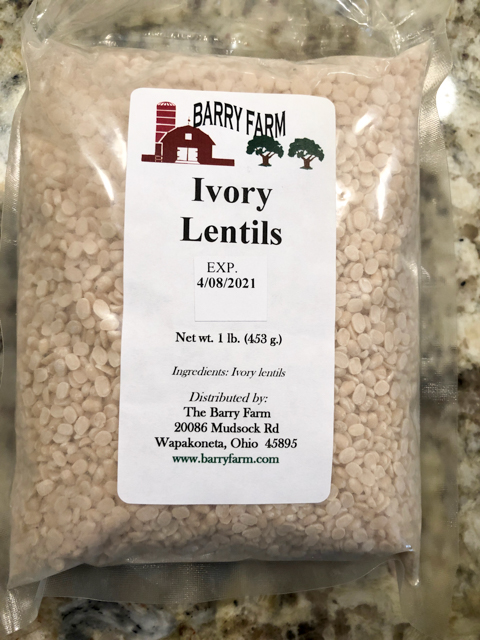 BARRY FARM
Ivory
Lentils
EXP.
4/08/2021
Net wt. 1 lb. (453 g.)
Ingredients: Ivory lentils
Distributed by:
The Barry Farm
20086 Mudsock Rd
Wapakoneta, Ohio 45895
www.barryfarm.com